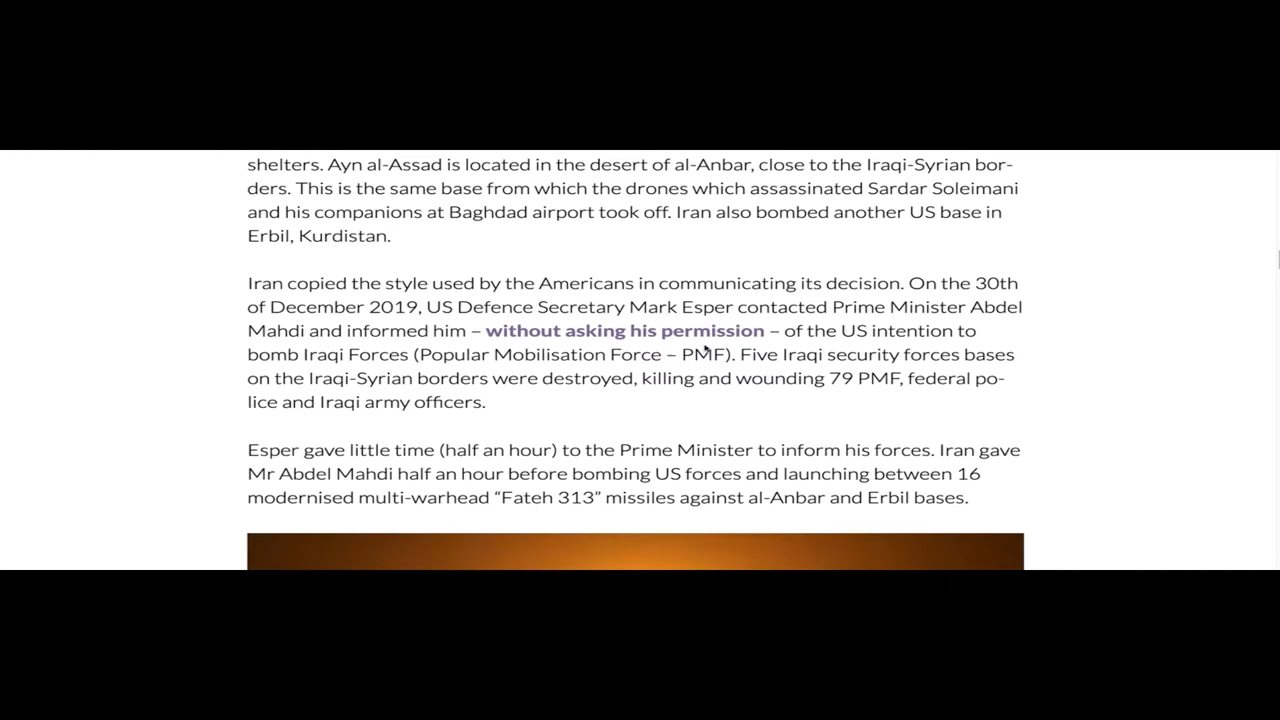 shelters. Ayn al-Assad is located in the desert of al-Anbar, close to the Iraqi-Syrian bor-
ders. This is the same base from which the drones which assassinated Sardar Soleimani
and his companions at Baghdad airport took off. Iran also bombed another US base in
Erbil, Kurdistan.
Iran copied the style used by the Americans in communicating its decision. On the 30th
of December 2019, US Defence Secretary Mark Esper contacted Prime Minister Abdel
Mahdi and informed him – without asking his permission – of the US intention to
bomb Iraqi Forces (Popular Mobilisation Force – PMF). Five Iraqi security forces bases
on the Iraqi-Syrian borders were destroyed, killing and wounding 79 PMF, federal po-
lice and Iraqi army officers.
Esper gave little time (half an hour) to the Prime Minister to inform his forces. Iran gave
Mr Abdel Mahdi half an hour before bombing US forces and launching between 16
modernised multi-warhead “Fateh 313” missiles against al-Anbar and Erbil bases.